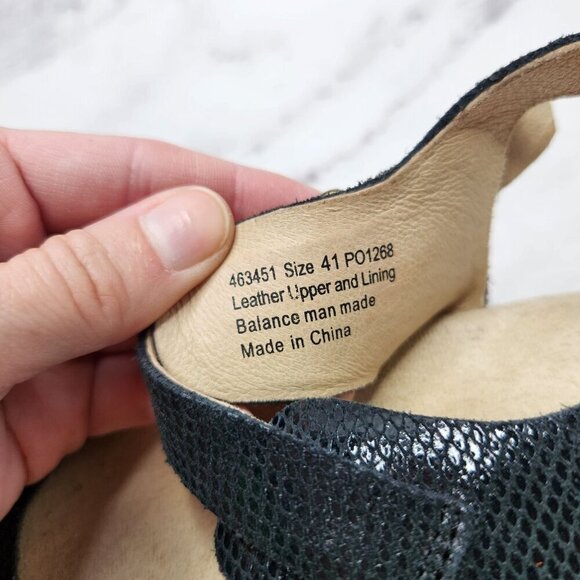 463451 Size 41 PO1268
Leather Upper and Lining
Balance man made
Made in China